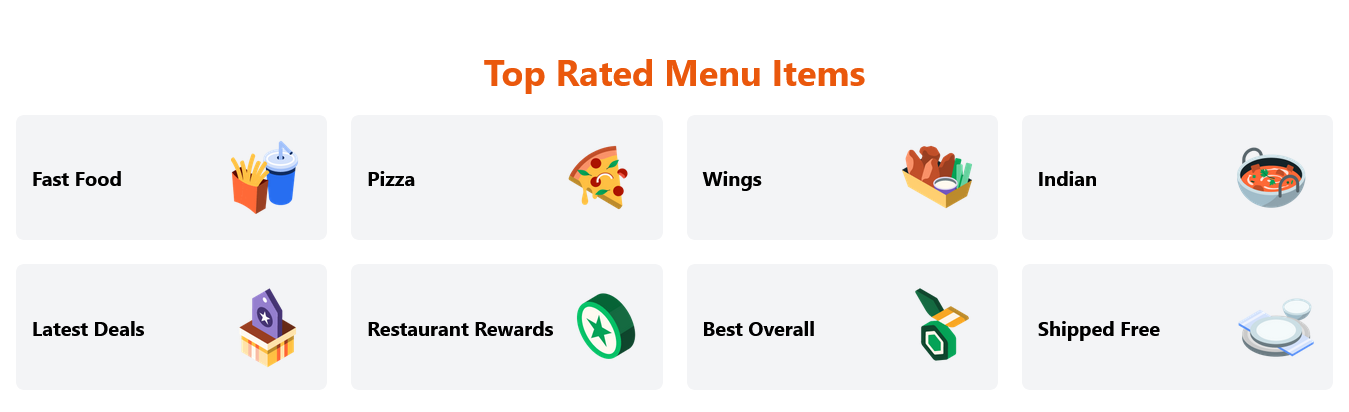 Top Rated Menu Items
Fast Food
Pizza
Wings
Indian
Latest Deals
Restaurant Rewards
Best Overall
Shipped Free